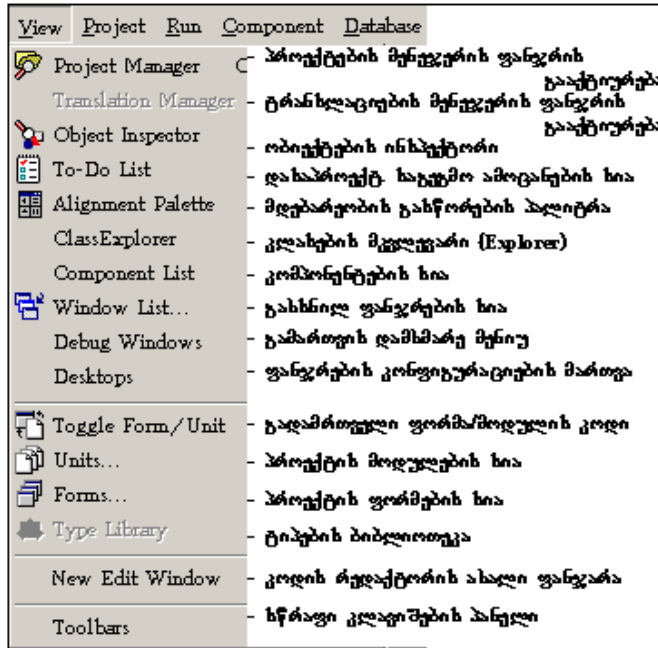 View Project Run Component Database
Project Manager C - პროექტების მენეჯერის ფანჯრის
გააქტიურება
Translation Manager - ტრანსლაციების მენეჯერის ფანჯრის
გააქტიურება
Object Inspector - ობიექტების ინსპექტორი
To-Do List - დასაპროექტ. საგეგმო ამოცანების სია
Alignment Palette - მდებარეობის გასწორების პალიტრა
ClassExplorer - კლასების მკვლევარი (Explorer)
Component List - კომპონენტების სია
Window List... - გახსნილ ფანჯრების სია
Debug Windows - გამართვის დამხმარე მენიუ
Desktops - ფანჯრების კონფიგურაციების მართვა
Toggle Form/Unit - გადამრთველი ფორმა/მოდულის კოდი
Units... - პროექტის მოდულების სია
Forms... - პროექტის ფორმების სია
Type Library - ტიპების ბიბლიოთეკა
New Edit Window - კოდის რედაქტორის ახალი ფანჯარა
Toolbars - სწრაფი კლავიშების პანელი